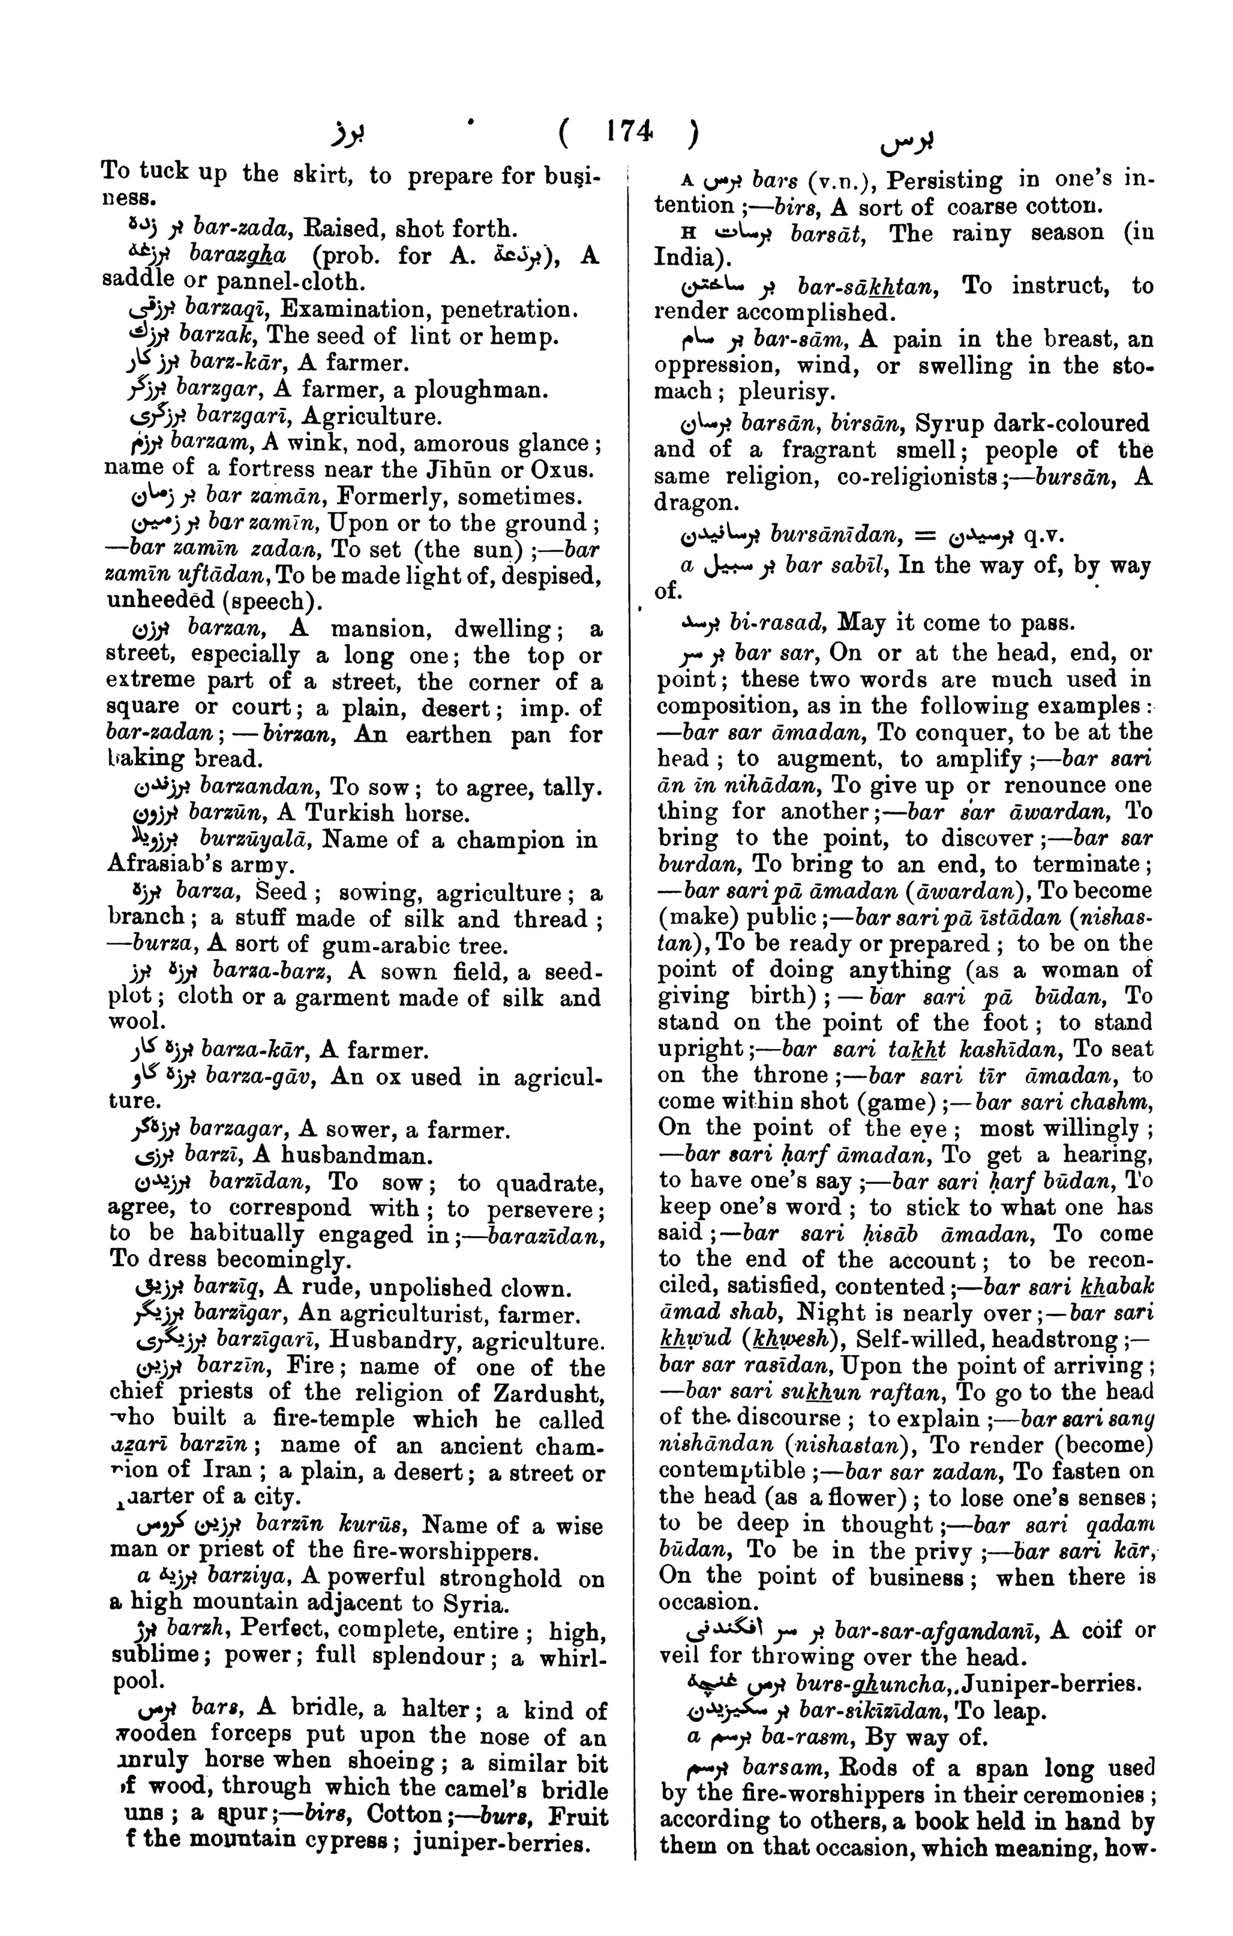 برز
( 174 )
برس
To tuck up the skirt, to prepare for busi-
ness.
بر زده bar-zada, Raised, shot forth.
برزغه barazgha (prob. for A. برذعة), A
saddle or pannel-cloth.
برزقی barzaqī, Examination, penetration.
برزك barzak, The seed of lint or hemp.
برز کار barz-kār, A farmer.
برزگر barzgar, A farmer, a ploughman.
برزگری barzgarī, Agriculture.
برزم barzam, A wink, nod, amorous glance ;
name of a fortress near the Jīhūn or Oxus.
بر زمان bar zamān, Formerly, sometimes.
بر زمین bar zamīn, Upon or to the ground ;
—bar zamīn zadan, To set (the sun) ;—bar
zamīn uftādan, To be made light of, despised,
unheeded (speech).
برزن barzan, A mansion, dwelling ; a
street, especially a long one ; the top or
extreme part of a street, the corner of a
square or court ; a plain, desert ; imp. of
bar-zadan ; — birzan, An earthen pan for
baking bread.
برزندن barzandan, To sow ; to agree, tally.
برزون barzūn, A Turkish horse.
برزویلا burzūyalā, Name of a champion in
Afrasiab's army.
برزه barza, Seed ; sowing, agriculture ; a
branch ; a stuff made of silk and thread ;
—burza, A sort of gum-arabic tree.
برزه برز barza-barz, A sown field, a seed-
plot ; cloth or a garment made of silk and
wool.
برزه کار barza-kār, A farmer.
برزه گاو barza-gāv, An ox used in agricul-
ture.
برزه‌گر barzagar, A sower, a farmer.
برزی barzī, A husbandman.
برزیدن barzīdan, To sow ; to quadrate,
agree, to correspond with ; to persevere ;
to be habitually engaged in ;—barazīdan,
To dress becomingly.
برزیق barzīq, A rude, unpolished clown.
برزیگر barzīgar, An agriculturist, farmer.
برزیگری barzīgarī, Husbandry, agriculture.
برزین barzīn, Fire ; name of one of the
chief priests of the religion of Zardusht,
who built a fire-temple which he called
azari barzīn ; name of an ancient cham-
rion of Iran ; a plain, a desert ; a street or
uarter of a city.
برزین کروس barzīn kurūs, Name of a wise
man or priest of the fire-worshippers.
a برزیه barziya, A powerful stronghold on
a high mountain adjacent to Syria.
برژ barzh, Perfect, complete, entire ; high,
sublime ; power ; full splendour ; a whirl-
pool.
برس bars, A bridle, a halter ; a kind of
wooden forceps put upon the nose of an
unruly horse when shoeing ; a similar bit
of wood, through which the camel's bridle
uns ; a spur ;—birs, Cotton ;—burs, Fruit
f the mountain cypress ; juniper-berries.
A برس bars (v.n.), Persisting in one's in-
tention ;—birs, A sort of coarse cotton.
H برسات barsāt, The rainy season (in
India).
بر ساختن bar-sākhtan, To instruct, to
render accomplished.
بر سام bar-sām, A pain in the breast, an
oppression, wind, or swelling in the sto-
mach ; pleurisy.
برسان barsān, birsān, Syrup dark-coloured
and of a fragrant smell ; people of the
same religion, co-religionists ;—bursān, A
dragon.
برسانیدن bursānīdan, = برسیدن q.v.
a بر سبیل bar sabīl, In the way of, by way
of.
برسد bi-rasad, May it come to pass.
بر سر bar sar, On or at the head, end, or
point ; these two words are much used in
composition, as in the following examples :
—bar sar āmadan, To conquer, to be at the
head ; to augment, to amplify ;—bar sari
ān in nihādan, To give up or renounce one
thing for another ;—bar sar āwardan, To
bring to the point, to discover ;—bar sar
burdan, To bring to an end, to terminate ;
—bar sari pā āmadan (āwardan), To become
(make) public ;—bar sari pā īstādan (nishas-
tan), To be ready or prepared ; to be on the
point of doing anything (as a woman of
giving birth) ; — bar sari pā būdan, To
stand on the point of the foot ; to stand
upright ;—bar sari takht kashīdan, To seat
on the throne ;—bar sari tīr āmadan, to
come within shot (game) ;—bar sari chashm,
On the point of the eye ; most willingly ;
—bar sari ḥarf āmadan, To get a hearing,
to have one's say ;—bar sari ḥarf būdan, To
keep one's word ; to stick to what one has
said ;—bar sari ḥisāb āmadan, To come
to the end of the account ; to be recon-
ciled, satisfied, contented ;—bar sari khabak
āmad shab, Night is nearly over ;—bar sari
khwud (khwesh), Self-willed, headstrong ;—
bar sar rasīdan, Upon the point of arriving ;
—bar sari sukhun raftan, To go to the head
of the discourse ; to explain ;—bar sari sang
nishāndan (nishastan), To render (become)
contemptible ;—bar sar zadan, To fasten on
the head (as a flower) ; to lose one's senses ;
to be deep in thought ;—bar sari qadam
būdan, To be in the privy ;—bar sari kār,
On the point of business ; when there is
occasion.
بر سر افگندنی bar-sar-afgandanī, A coif or
veil for throwing over the head.
برس غنچه burs-ghuncha, Juniper-berries.
بر سکیزیدن bar-sikīzīdan, To leap.
a برسم ba-rasm, By way of.
برسم barsam, Rods of a span long used
by the fire-worshippers in their ceremonies ;
according to others, a book held in hand by
them on that occasion, which meaning, how-